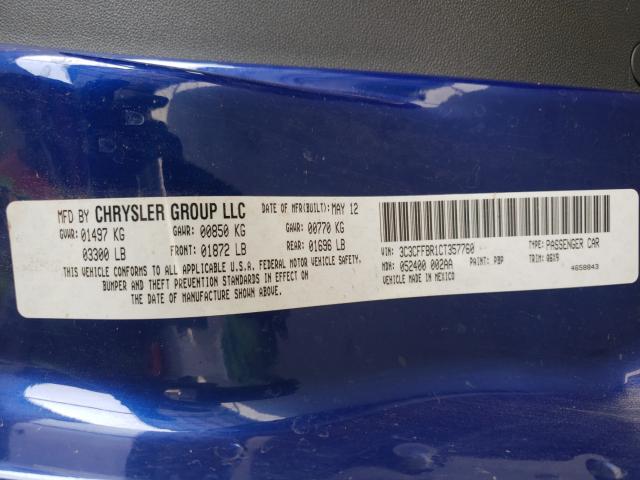 MFD BY CHRYSLER GROUP LLC DATE OF MFR(BUILT): MAY 12
GVWR: 01497 KG GAWR: 00850 KG GAWR: 00770 KG
03300 LB FRONT: 01872 LB REAR: 01696 LB
THIS VEHICLE CONFORMS TO ALL APPLICABLE U.S.A. FEDERAL MOTOR VEHICLE SAFETY,
BUMPER AND THEFT PREVENTION STANDARDS IN EFFECT ON
THE DATE OF MANUFACTURE SHOWN ABOVE.
VIN: 3C3CFFBR1CT357760 TYPE: PASSENGER CAR
MDH: 052400 002AA PAINT: PBP TRIM: A6X9
VEHICLE MADE IN MEXICO 4658843